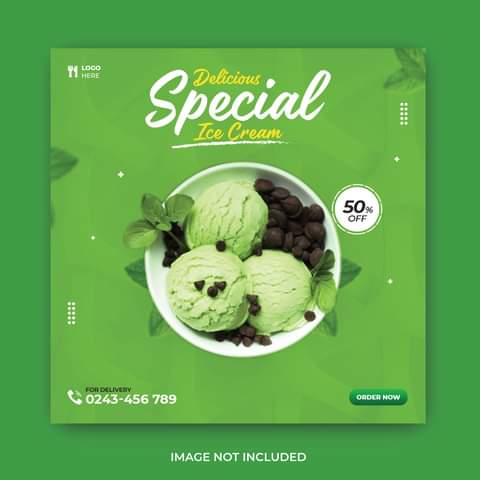 LOGO
HERE
Delicious
Special
Ice Cream
50%
OFF
FOR DELIVERY
0243-456 789
ORDER NOW
IMAGE NOT INCLUDED